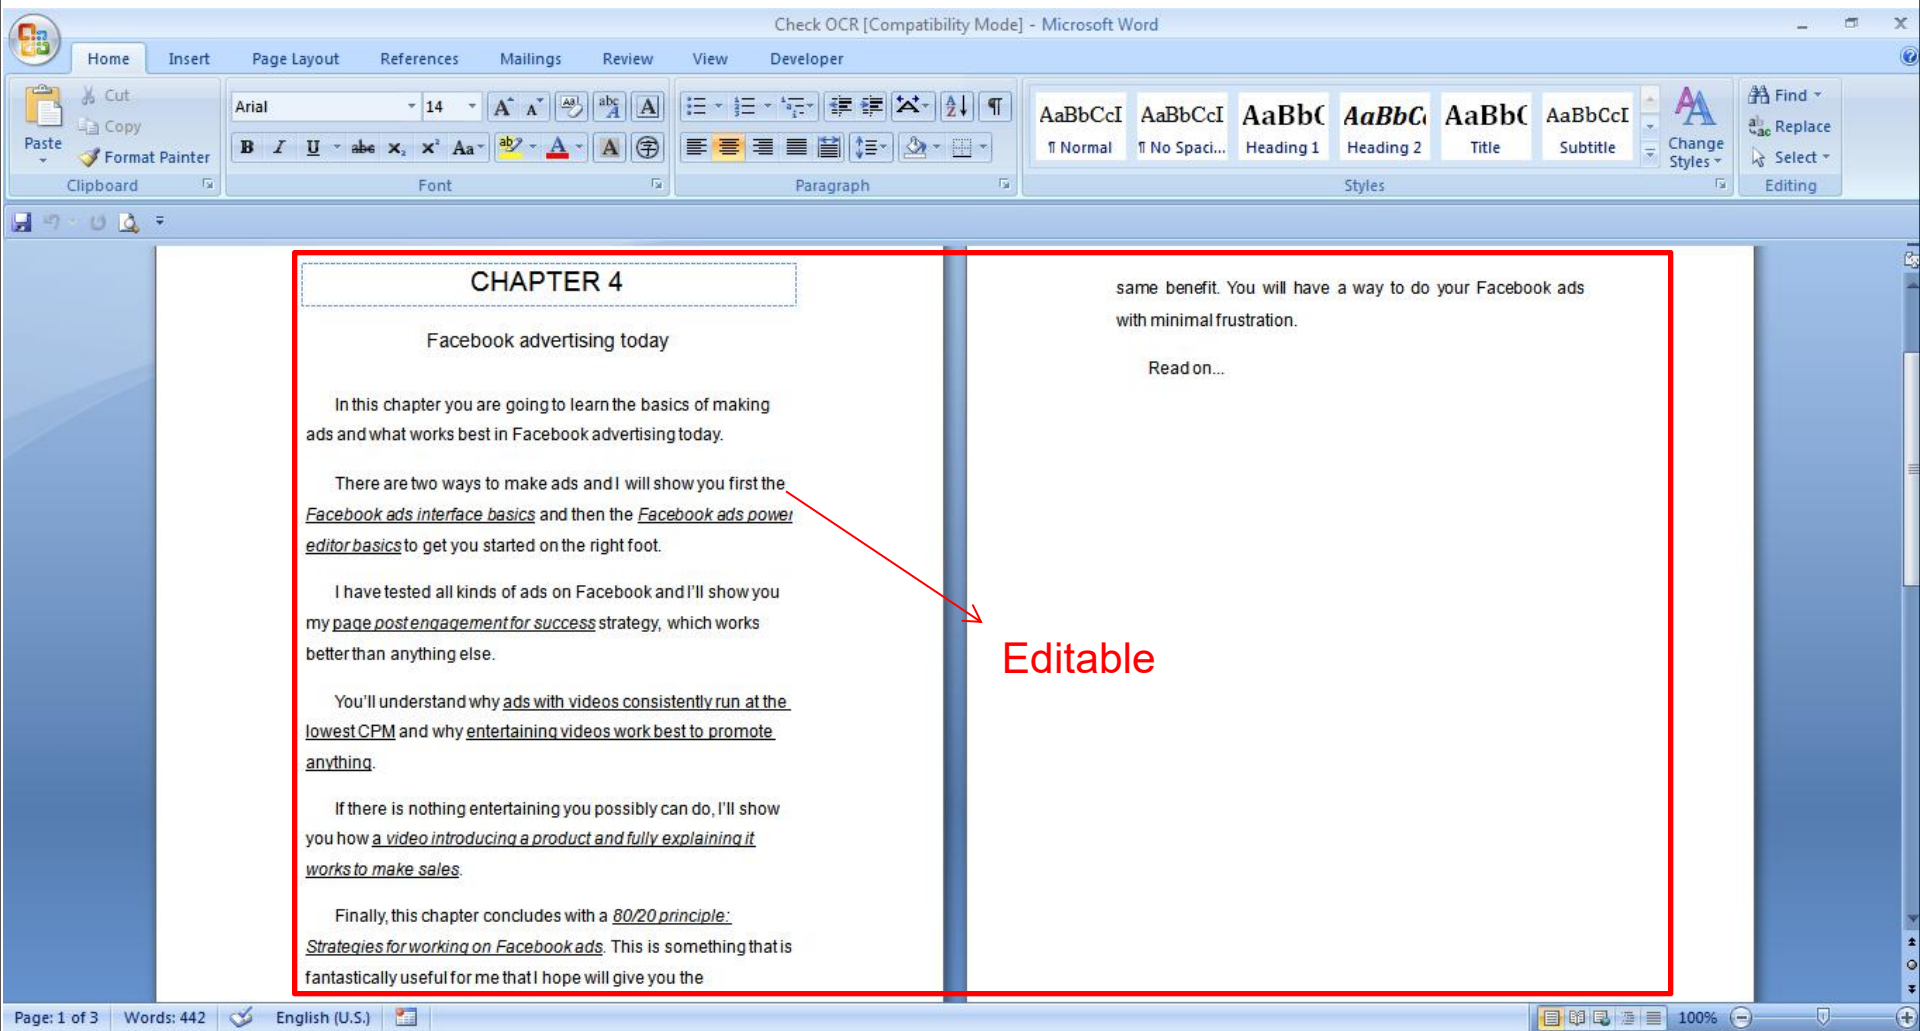 Check OCR [Compatibility Mode] - Microsoft Word
Home Insert Page Layout References Mailings Review View Developer
Paste
Cut
Copy
Format Painter
Clipboard
Arial 14
Font
Paragraph
AaBbCcI AaBbCcI AaBb( AaBbC AaBb( AaBbCcI
¶ Normal ¶ No Spaci... Heading 1 Heading 2 Title Subtitle
Change
Styles
Styles
Find
Replace
Select
Editing
CHAPTER 4
Facebook advertising today
In this chapter you are going to learn the basics of making
ads and what works best in Facebook advertising today.
There are two ways to make ads and I will show you first the
Facebook ads interface basics and then the Facebook ads power
editor basics to get you started on the right foot.
I have tested all kinds of ads on Facebook and I'll show you
my page post engagement for success strategy, which works
better than anything else.
You'll understand why ads with videos consistently run at the
lowest CPM and why entertaining videos work best to promote
anything.
If there is nothing entertaining you possibly can do, I'll show
you how a video introducing a product and fully explaining it
works to make sales.
Finally, this chapter concludes with a 80/20 principle:
Strategies for working on Facebook ads. This is something that is
fantastically useful for me that I hope will give you the
same benefit. You will have a way to do your Facebook ads
with minimal frustration.
Read on...
Editable
Page: 1 of 3 Words: 442 English (U.S.) 100%